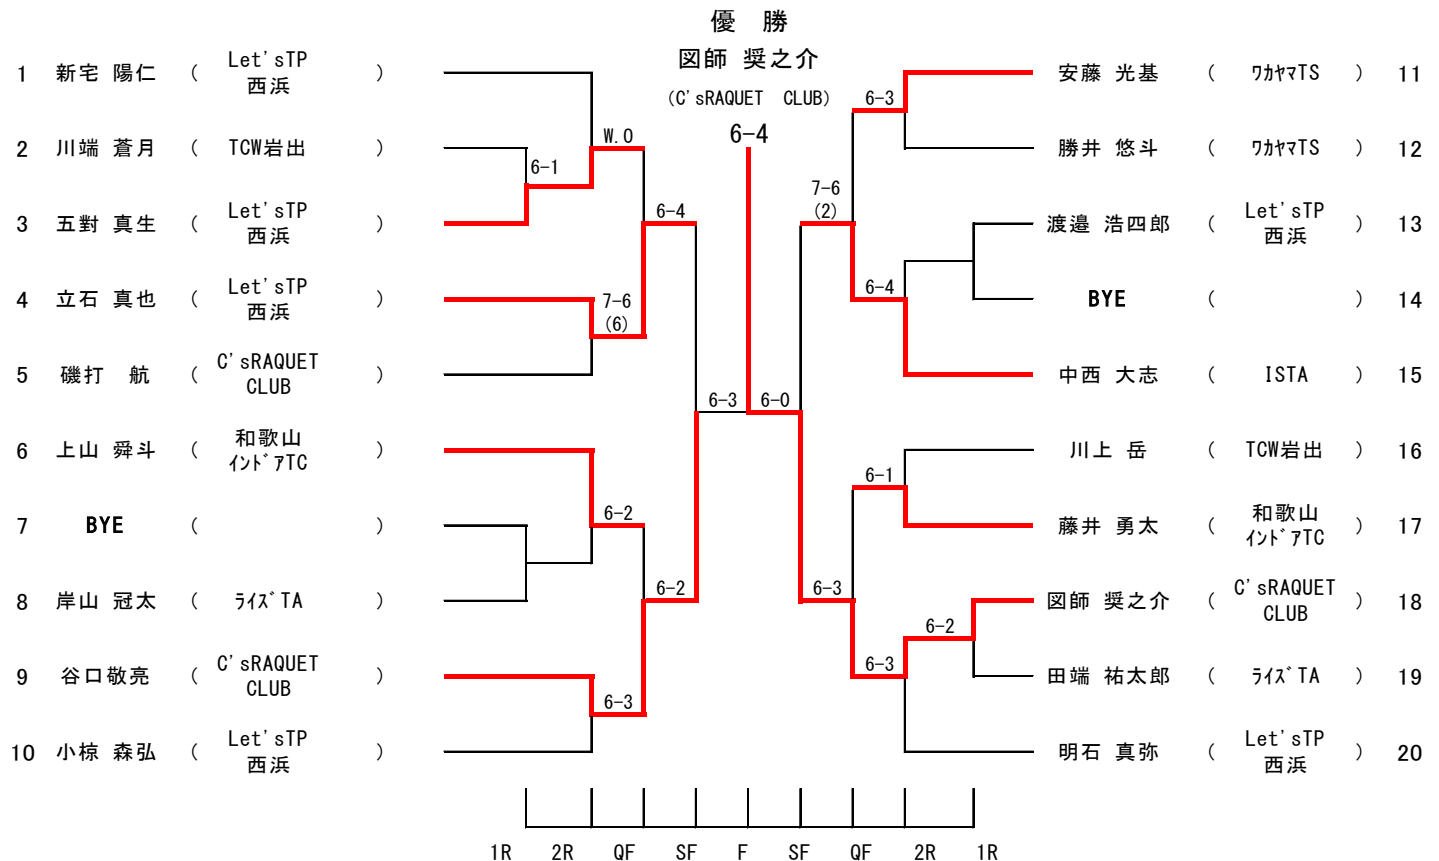 優 勝
図師 奨之介
(C'sRAQUET CLUB)
6-4
1 新宅 陽仁 ( Let'sTP 西浜 )
2 川端 蒼月 ( TCW岩出 )
3 五對 真生 ( Let'sTP 西浜 )
4 立石 真也 ( Let'sTP 西浜 )
5 磯打 航 ( C'sRAQUET CLUB )
6 上山 舜斗 ( 和歌山 ｲﾝﾄﾞｱTC )
7 BYE ( )
8 岸山 冠太 ( ﾗｲｽﾞTA )
9 谷口敬亮 ( C'sRAQUET CLUB )
10 小椋 森弘 ( Let'sTP 西浜 )
6-1
W.O
7-6
(6)
6-2
6-3
6-4
6-2
6-3
6-0
7-6
(2)
6-3
6-3
6-4
6-1
6-3
6-2
安藤 光基 ( ﾜｶﾔﾏTS ) 11
勝井 悠斗 ( ﾜｶﾔﾏTS ) 12
渡邉 浩四郎 ( Let'sTP 西浜 ) 13
BYE ( ) 14
中西 大志 ( ISTA ) 15
川上 岳 ( TCW岩出 ) 16
藤井 勇太 ( 和歌山 ｲﾝﾄﾞｱTC ) 17
図師 奨之介 ( C'sRAQUET CLUB ) 18
田端 祐太郎 ( ﾗｲｽﾞTA ) 19
明石 真弥 ( Let'sTP 西浜 ) 20
1R 2R QF SF F SF QF 2R 1R